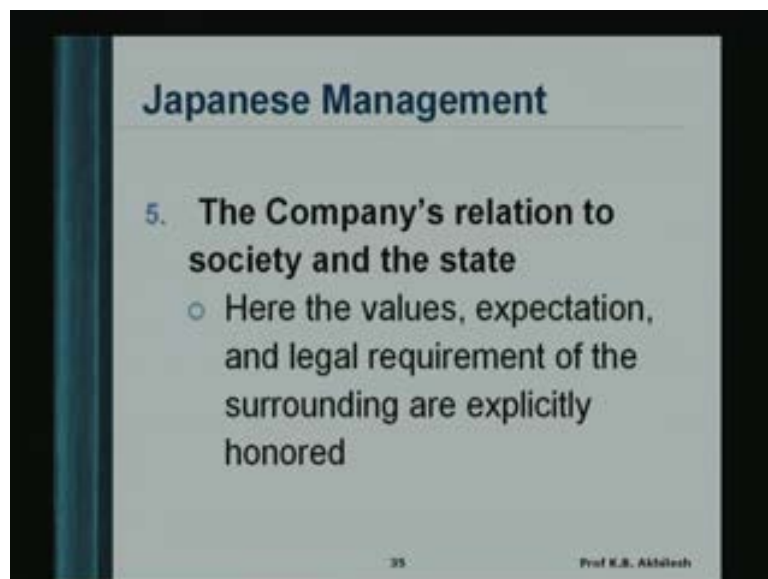 Japanese Management
5. The Company's relation to
society and the state
Here the values, expectation,
and legal requirement of the
surrounding are explicitly
honored
35
Prof K.B. Akhilesh